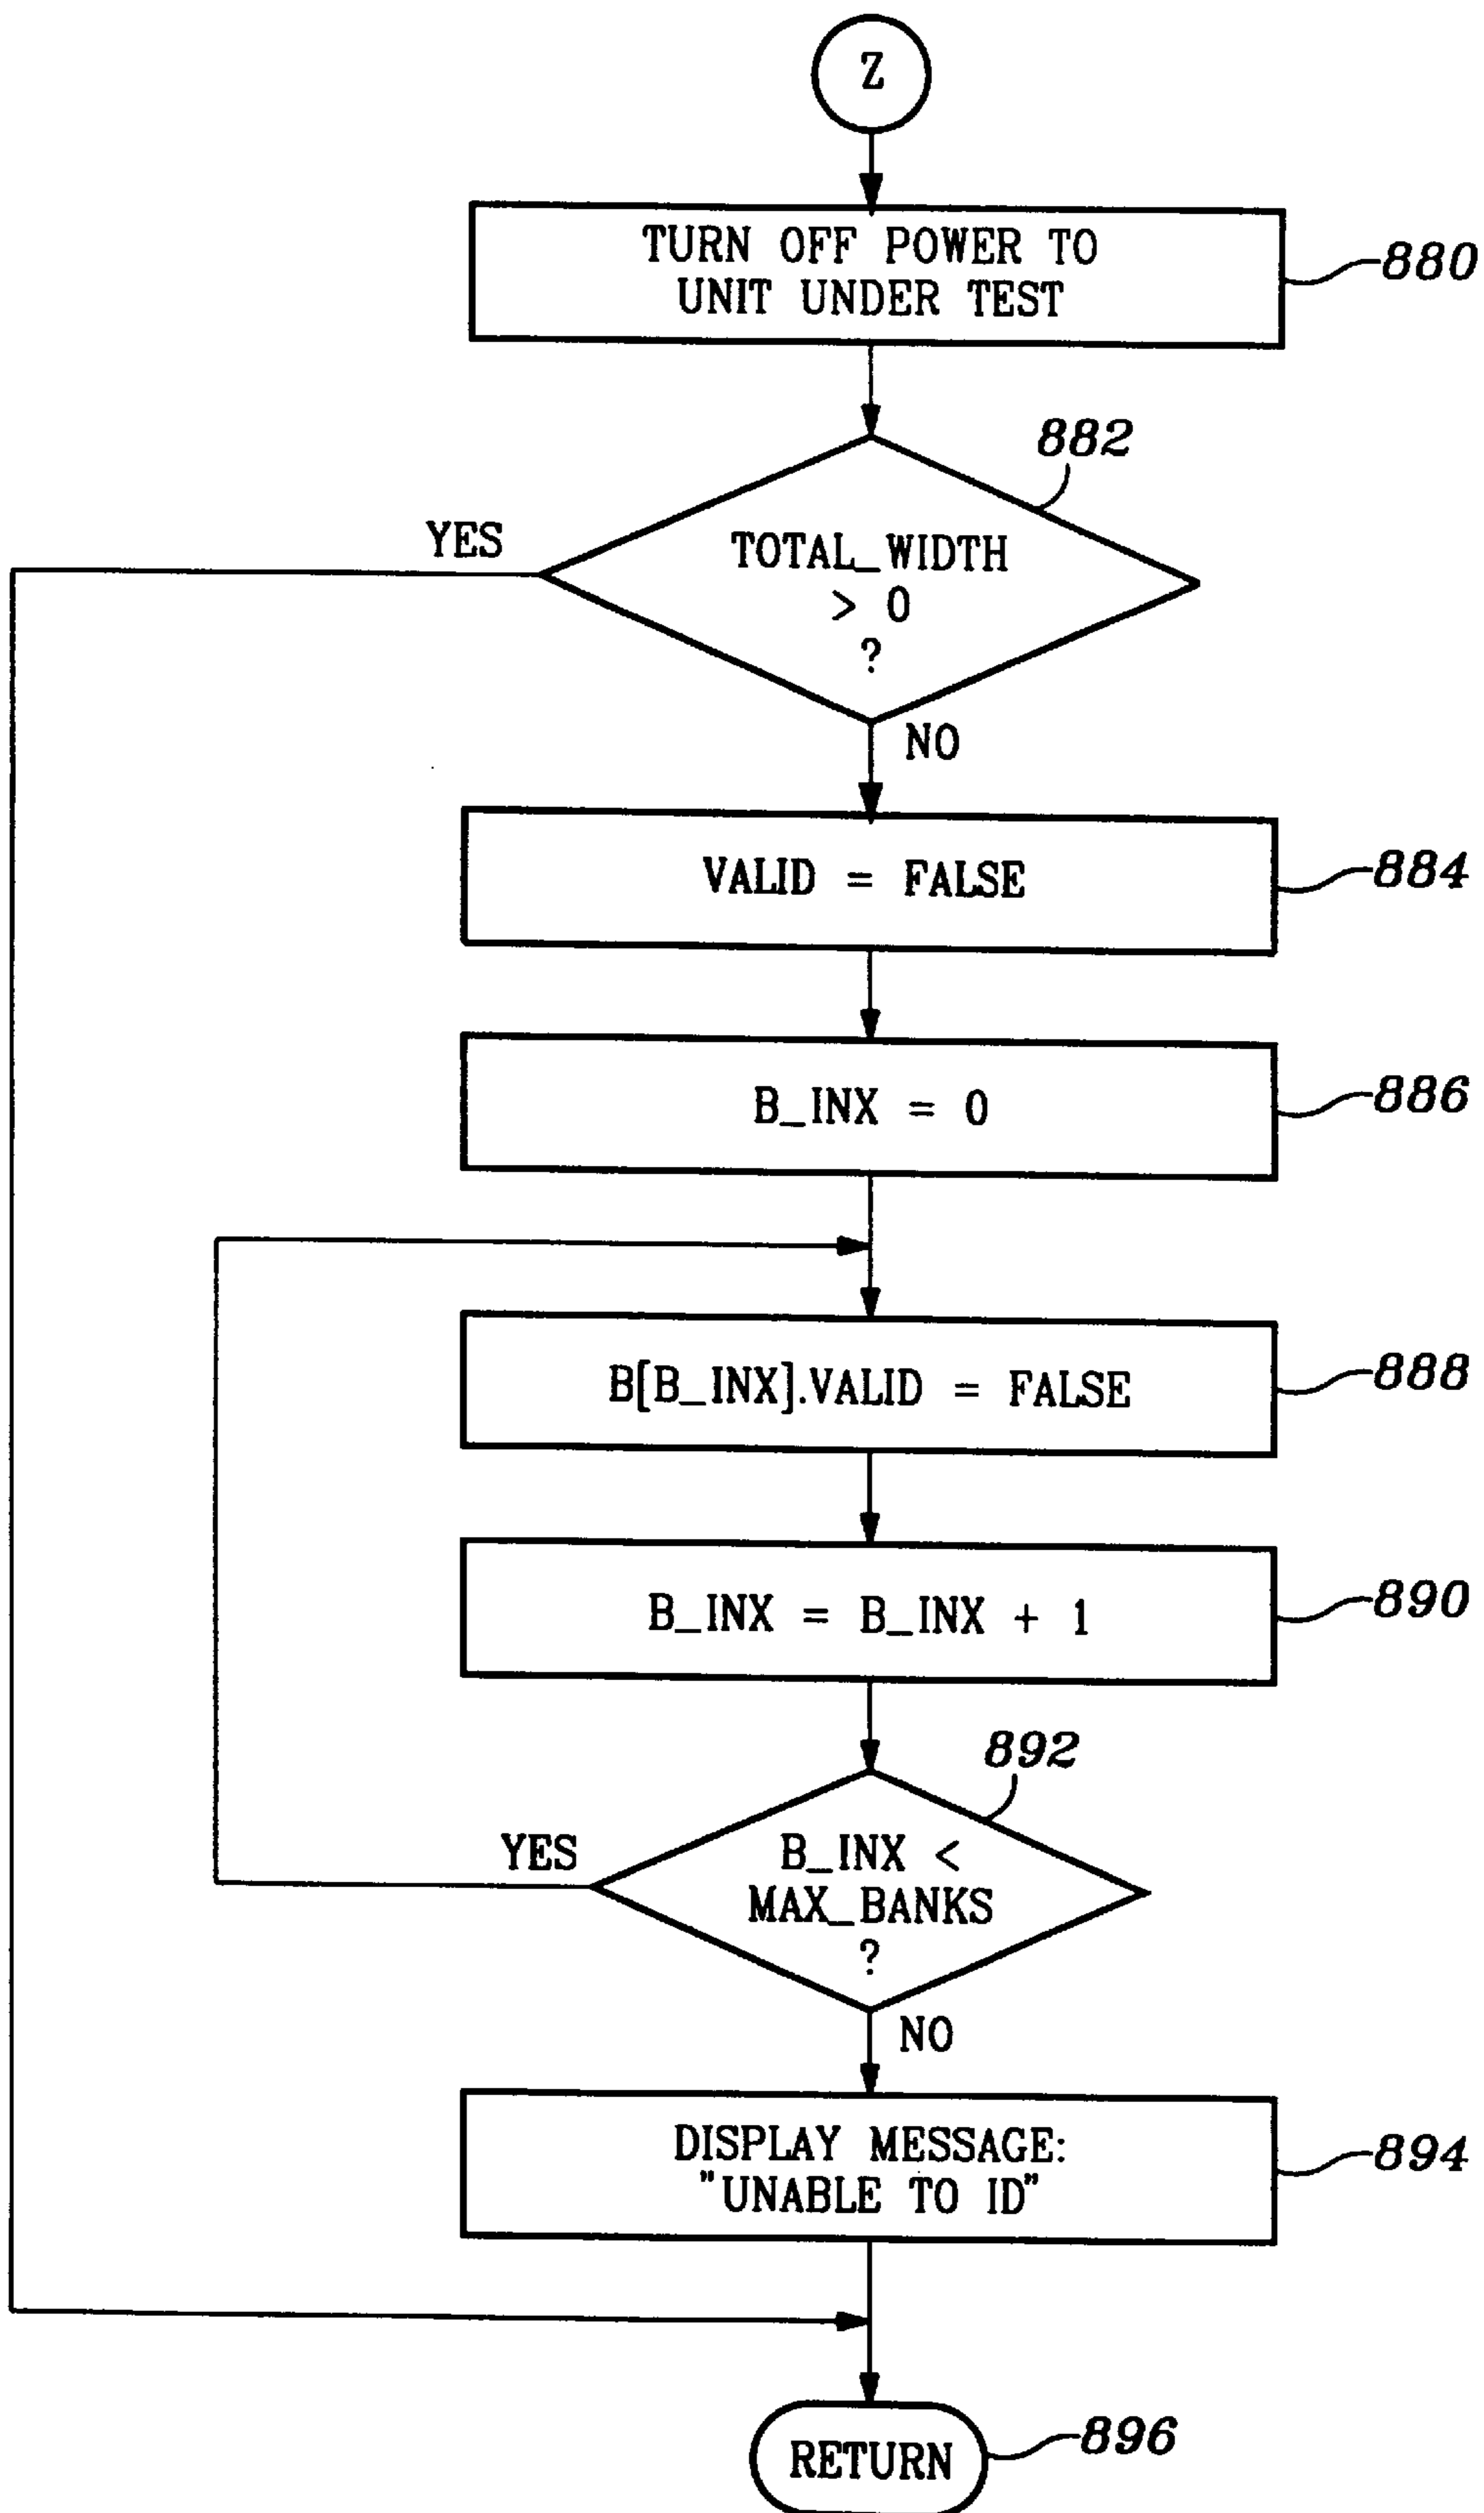 Z
TURN OFF POWER TO
UNIT UNDER TEST
880
882
YES
TOTAL_WIDTH
> 0
?
NO
VALID = FALSE
884
B_INX = 0
886
B[B_INX].VALID = FALSE
888
B_INX = B_INX + 1
890
892
YES
B_INX <
MAX_BANKS
?
NO
DISPLAY MESSAGE:
"UNABLE TO ID"
894
RETURN
896